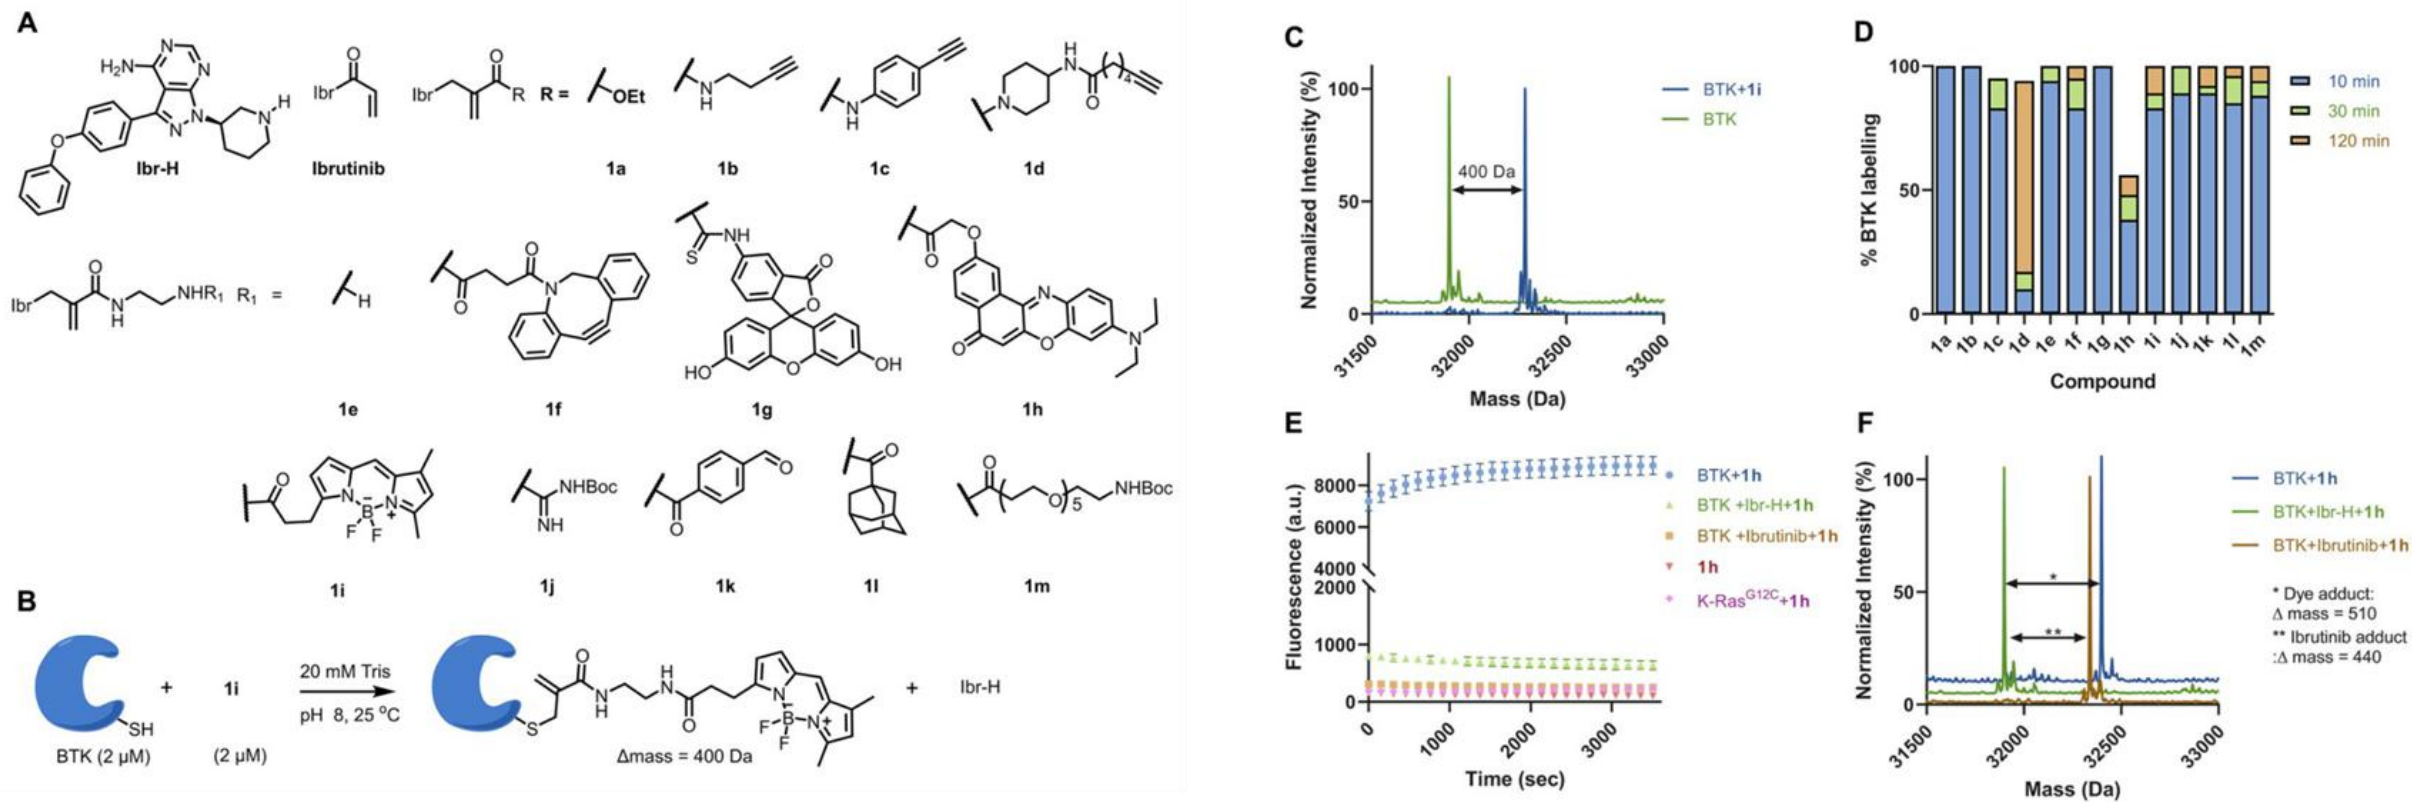 A
H₂N
N
N
N
N
N
H
O
Ibr-H
Ibr
O
Ibrutinib
Ibr
O
R
R =
OEt
1a
N
H
1b
N
H
1c
N
H
N
O
4
1d
Ibr
O
N
H
NHR₁
R₁ =
H
1e
O
O
N
1f
S
NH
O
O
HO
O
OH
1g
O
O
N
O
O
N
1h
O
N
N
B
F
F
-
+
1i
NHBoc
NH
1j
O
O
1k
O
1l
O
O
5
NHBoc
1m
B
SH
BTK (2 µM)
+
1i
(2 µM)
20 mM Tris
pH 8, 25 °C
S
O
N
H
H
N
O
N
B
N
F
F
-
+
Δmass = 400 Da
+
Ibr-H
C
Normalized Intensity (%)
100
50
0
400 Da
BTK+1i
BTK
31500
32000
32500
33000
Mass (Da)
D
% BTK labelling
100
50
0
10 min
30 min
120 min
1a
1b
1c
1d
1e
1f
1g
1h
1i
1j
1k
1l
1m
Compound
E
Fluorescence (a.u.)
8000
6000
4000
2000
1000
0
BTK+1h
BTK +Ibr-H+1h
BTK +Ibrutinib+1h
1h
K-Ras^G12C+1h
0
1000
2000
3000
Time (sec)
F
Normalized Intensity (%)
100
50
0
*
**
BTK+1h
BTK+Ibr-H+1h
BTK+Ibrutinib+1h
* Dye adduct:
Δ mass = 510
** Ibrutinib adduct
:Δ mass = 440
31500
32000
32500
33000
Mass (Da)